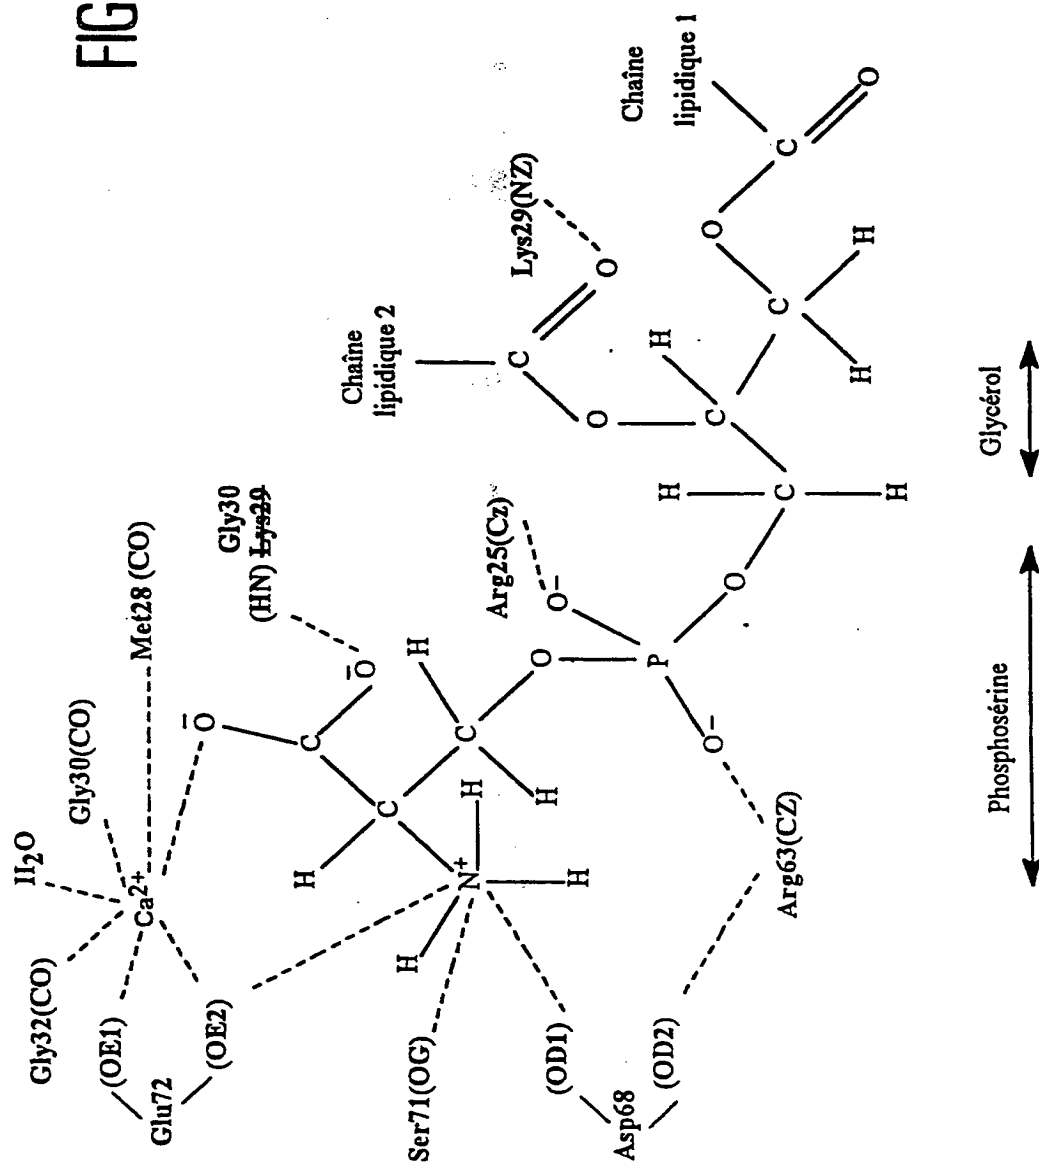 FIG
Gly32(CO)
H₂O
Gly30(CO)
Met28 (CO)
Ca²⁺
(OE1)
Glu72
(OE2)
Gly30
(HN) Lys29
Chaîne
lipidique 2
Lys29(NZ)
Chaîne
lipidique 1
Ser71(OG)
(OD1)
Asp68
(OD2)
Arg63(CZ)
Arg25(Cz)
O⁻
O⁻
C
C
H
N⁺
H
H
H
C
H
H
O
P
O⁻
O⁻
O
C
H
H
C
H
O
C
O
C
H
H
O
C
O
Phosphosérine
Glycérol